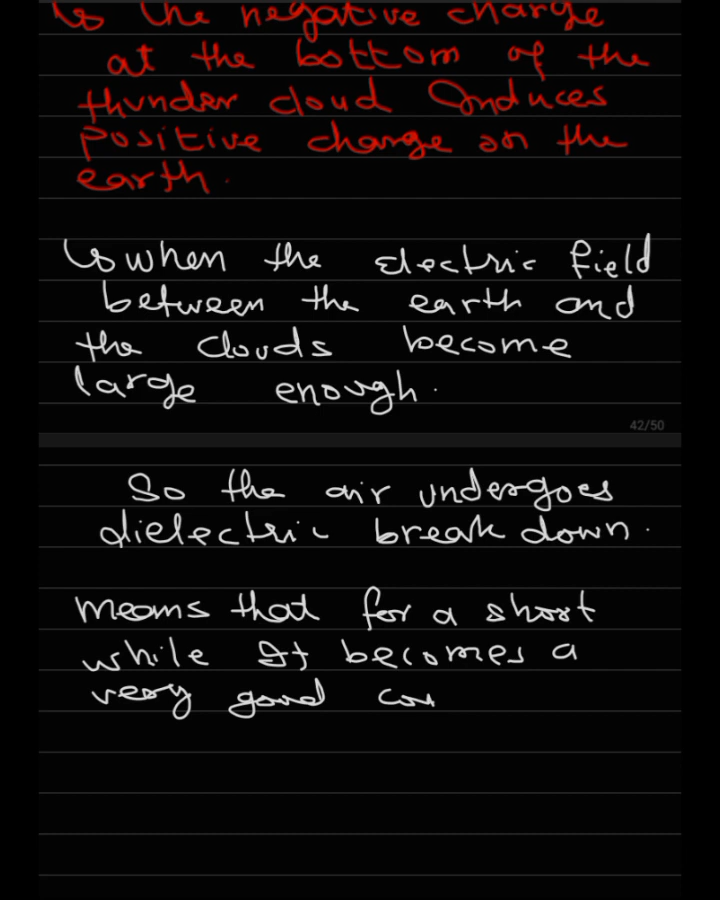 ↳ the negative charge
at the bottom of the
thunder cloud Induces
positive charge on the
earth.
↳ when the electric field
between the earth and
the clouds become
large enough.
42/50
So the air undergoes
dielectric break down.
means that for a short
while It becomes a
very good con